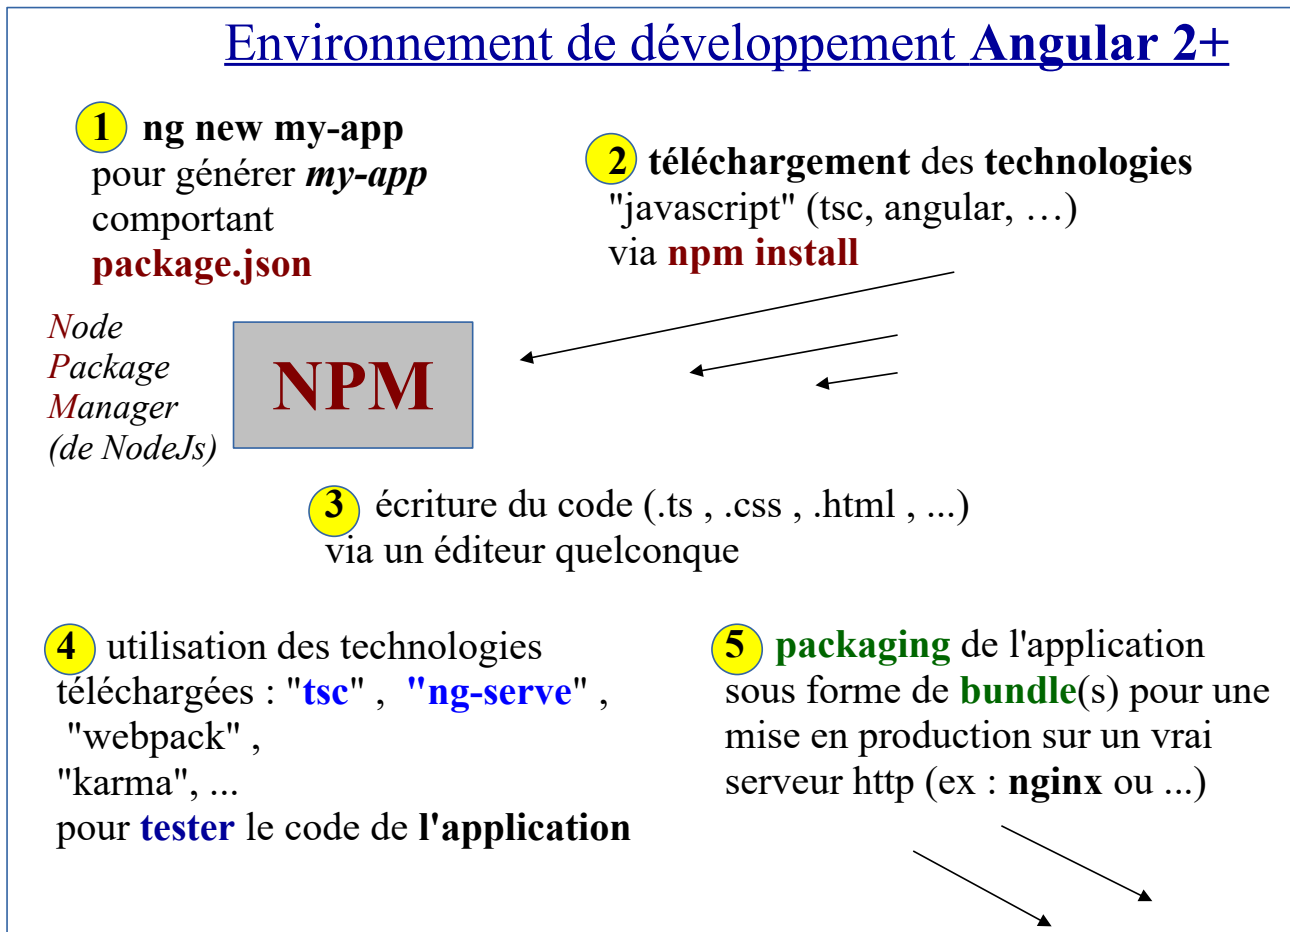 Environnement de développement Angular 2+
1 ng new my-app
pour générer my-app
comportant
package.json
2 téléchargement des technologies
"javascript" (tsc, angular, …)
via npm install
Node
Package
Manager
(de NodeJs)
NPM
3 écriture du code (.ts , .css , .html , ...)
via un éditeur quelconque
4 utilisation des technologies
téléchargées : "tsc" , "ng-serve" ,
"webpack" ,
"karma", ...
pour tester le code de l'application
5 packaging de l'application
sous forme de bundle(s) pour une
mise en production sur un vrai
serveur http (ex : nginx ou ...)